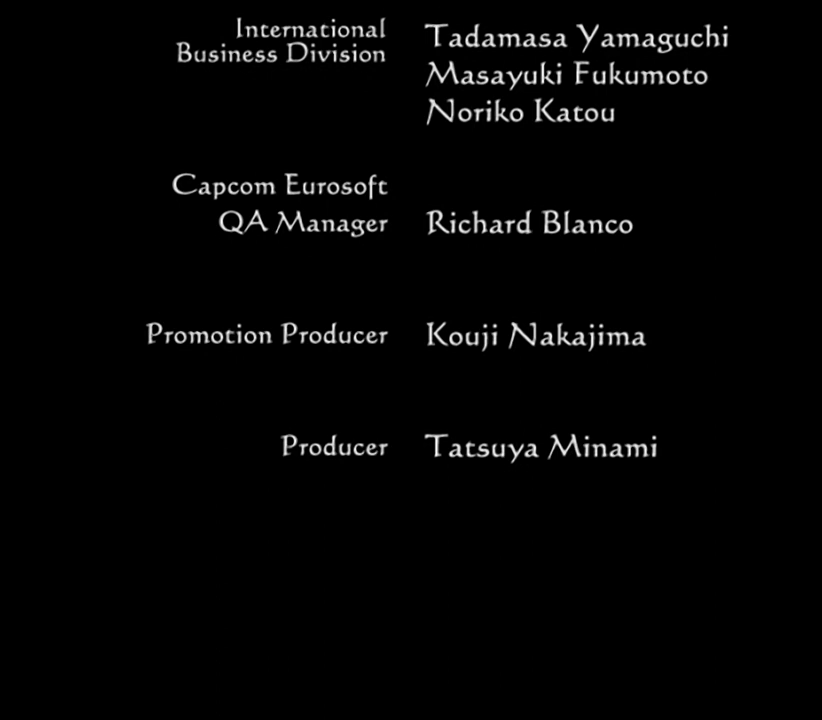 International
Business Division
Tadamasa Yamaguchi
Masayuki Fukumoto
Noriko Katou
Capcom Eurosoft
QA Manager Richard Blanco
Promotion Producer Kouji Nakajima
Producer Tatsuya Minami